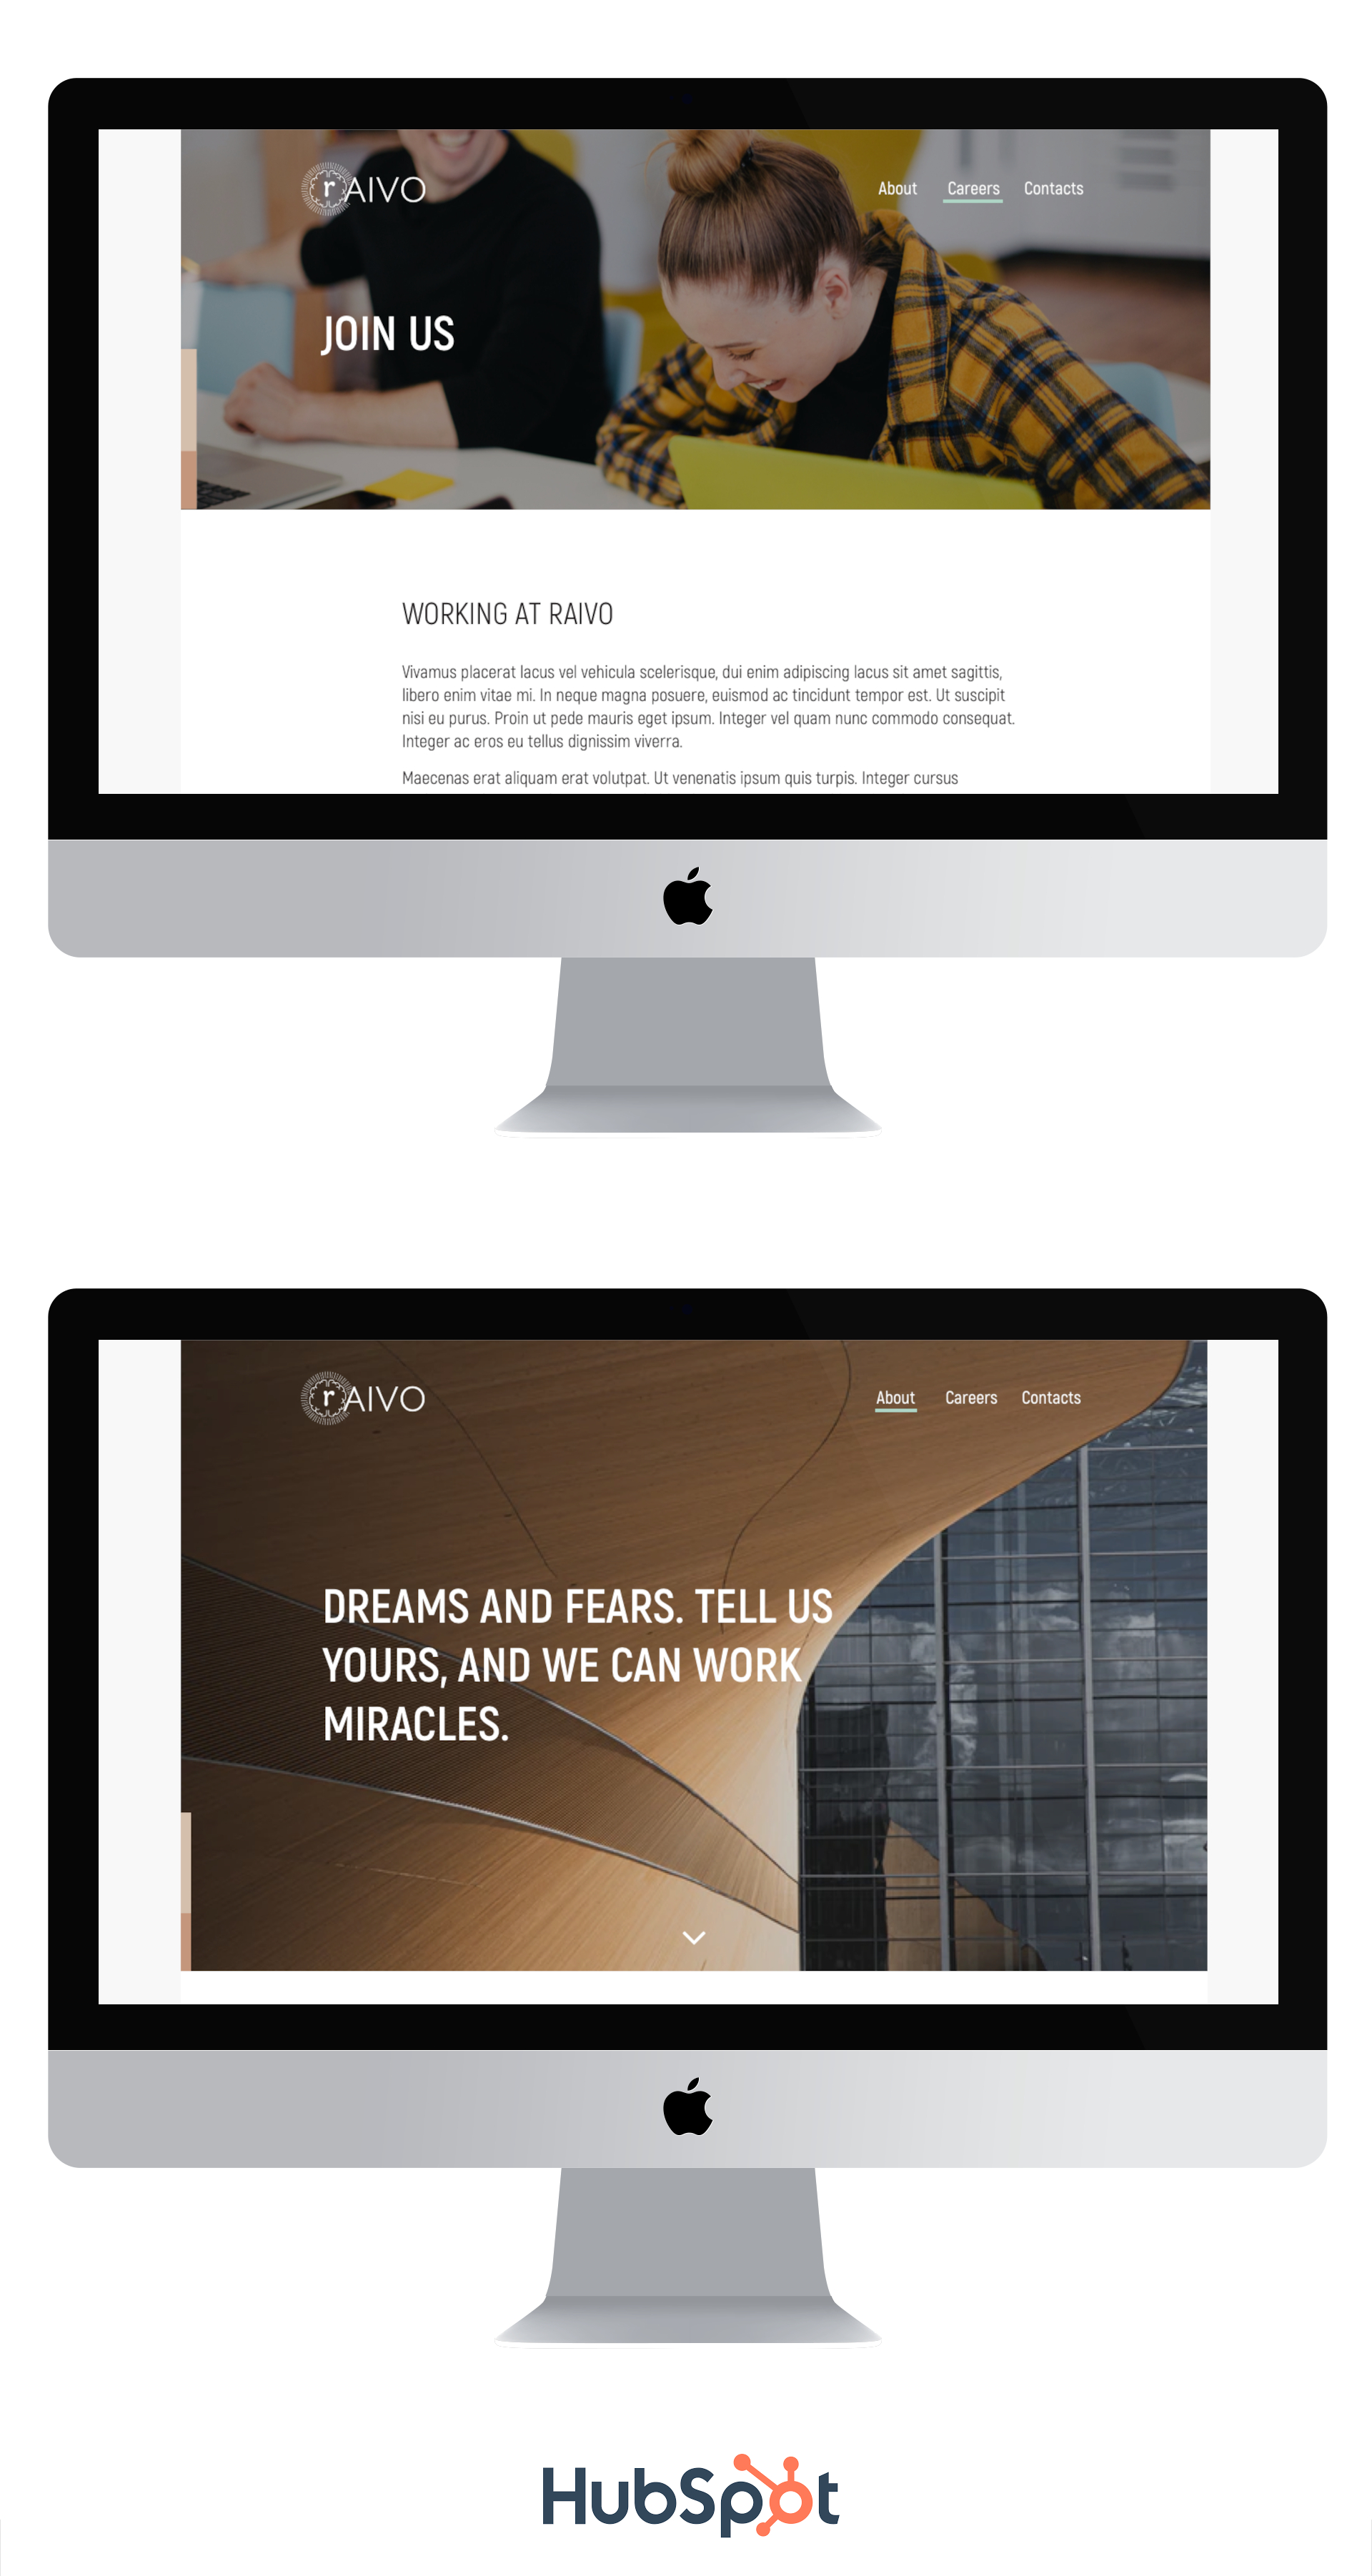 rAIVO
About Careers Contacts
JOIN US
WORKING AT RAIVO
Vivamus placerat lacus vel vehicula scelerisque, dui enim adipiscing lacus sit amet sagittis,
libero enim vitae mi. In neque magna posuere, euismod ac tincidunt tempor est. Ut suscipit
nisi eu purus. Proin ut pede mauris eget ipsum. Integer vel quam nunc commodo consequat.
Integer ac eros eu tellus dignissim viverra.
Maecenas erat aliquam erat volutpat. Ut venenatis ipsum quis turpis. Integer cursus
rAIVO
About Careers Contacts
DREAMS AND FEARS. TELL US
YOURS, AND WE CAN WORK
MIRACLES.
HubSpot